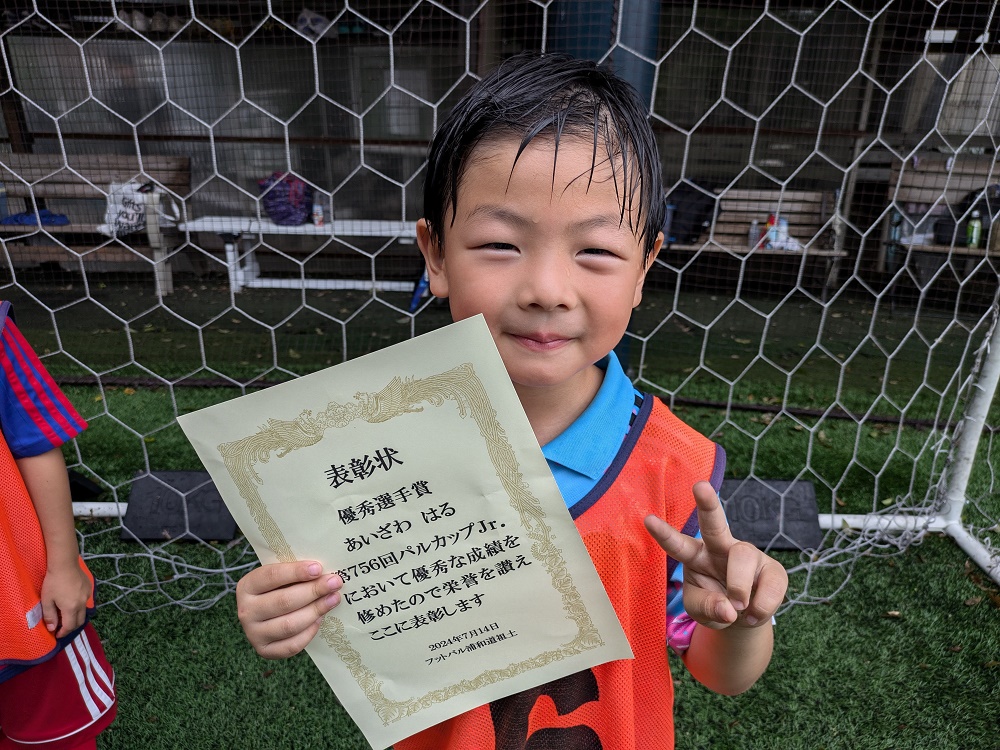 表彰状
優秀選手賞
あいざわ はる
第756回パルカップJr.
において優秀な成績を
修めたので栄誉を讃え
ここに表彰します
2024年7月14日
フットパル浦和道祖土